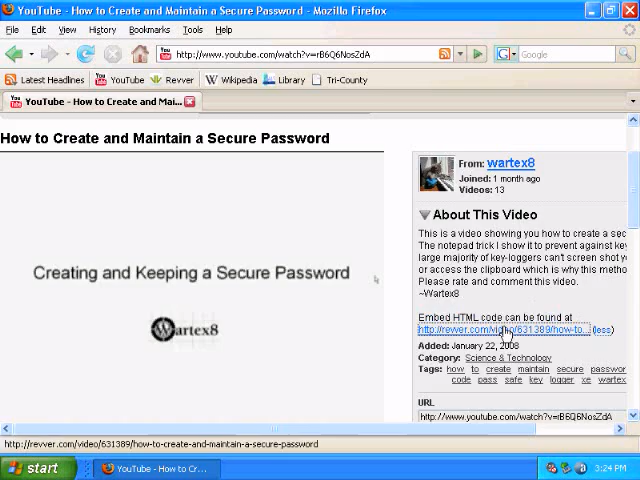 YouTube - How to Create and Maintain a Secure Password - Mozilla Firefox
File Edit View History Bookmarks Tools Help
http://www.youtube.com/watch?v=rB6Q6NosZdA
Google
Latest Headlines YouTube Revver Wikipedia Library Tri-County
YouTube - How to Create and Mai...
How to Create and Maintain a Secure Password
From: wartex8
Joined: 1 month ago
Videos: 13
About This Video
This is a video showing you how to create a sec
The notepad trick I show it to prevent against key
large majority of key-loggers can't screen shot y
or access the clipboard which is why this metho
Please rate and comment this video.
~Wartex8
Embed HTML code can be found at
http://revver.com/video/631389/how-to... (less)
Added: January 22, 2008
Category: Science & Technology
Tags: how to create maintain secure passwor
code pass safe key logger xe wartex
URL
http://www.youtube.com/watch?v=rB6Q6NosZdA
Creating and Keeping a Secure Password
Wartex8
http://revver.com/video/631389/how-to-create-and-maintain-a-secure-password
start
YouTube - How to Cr...
3:24 PM